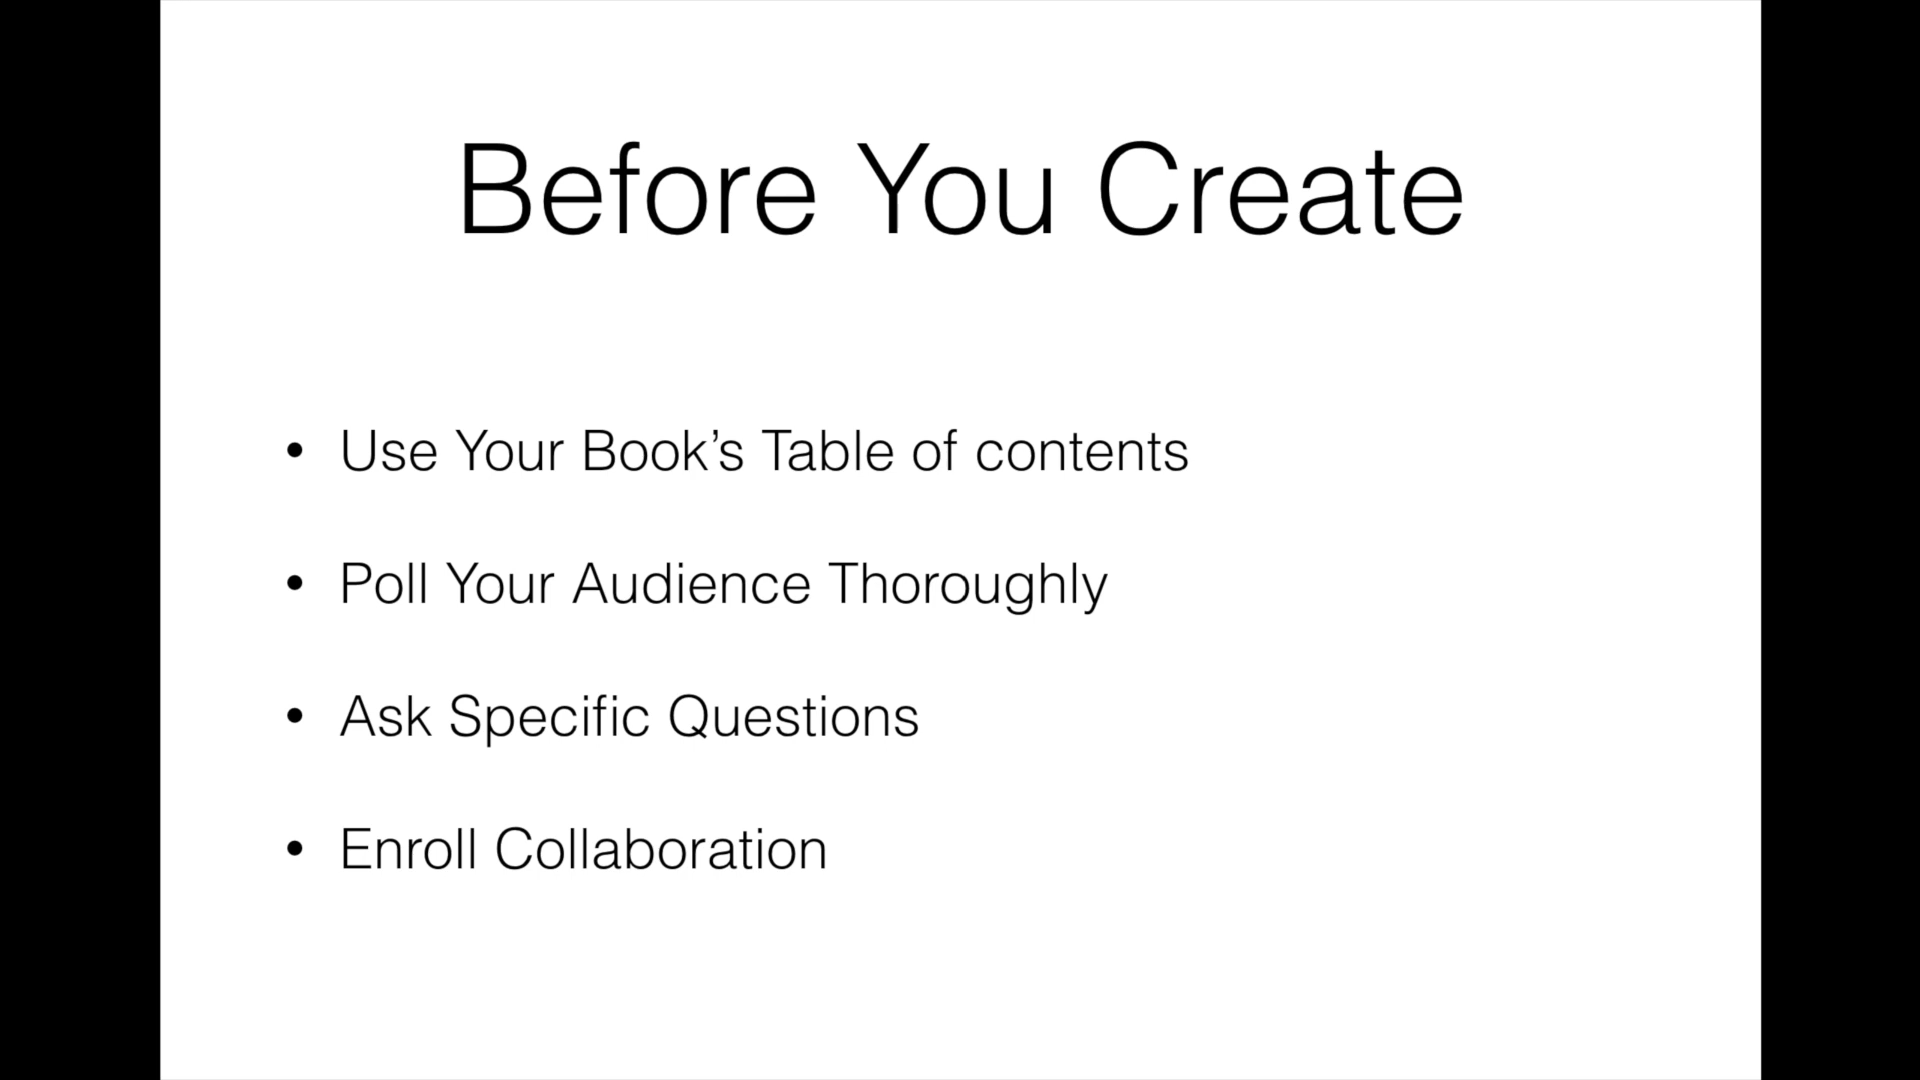 Before You Create
• Use Your Book’s Table of contents
• Poll Your Audience Thoroughly
• Ask Specific Questions
• Enroll Collaboration